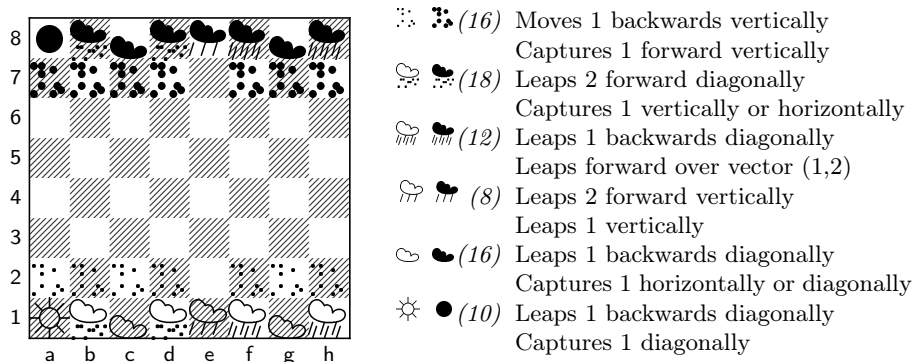 8
7
6
5
4
3
2
1
a b c d e f g h
(16) Moves 1 backwards vertically
Captures 1 forward vertically
(18) Leaps 2 forward diagonally
Captures 1 vertically or horizontally
(12) Leaps 1 backwards diagonally
Leaps forward over vector (1,2)
(8) Leaps 2 forward vertically
Leaps 1 vertically
(16) Leaps 1 backwards diagonally
Captures 1 horizontally or diagonally
(10) Leaps 1 backwards diagonally
Captures 1 diagonally